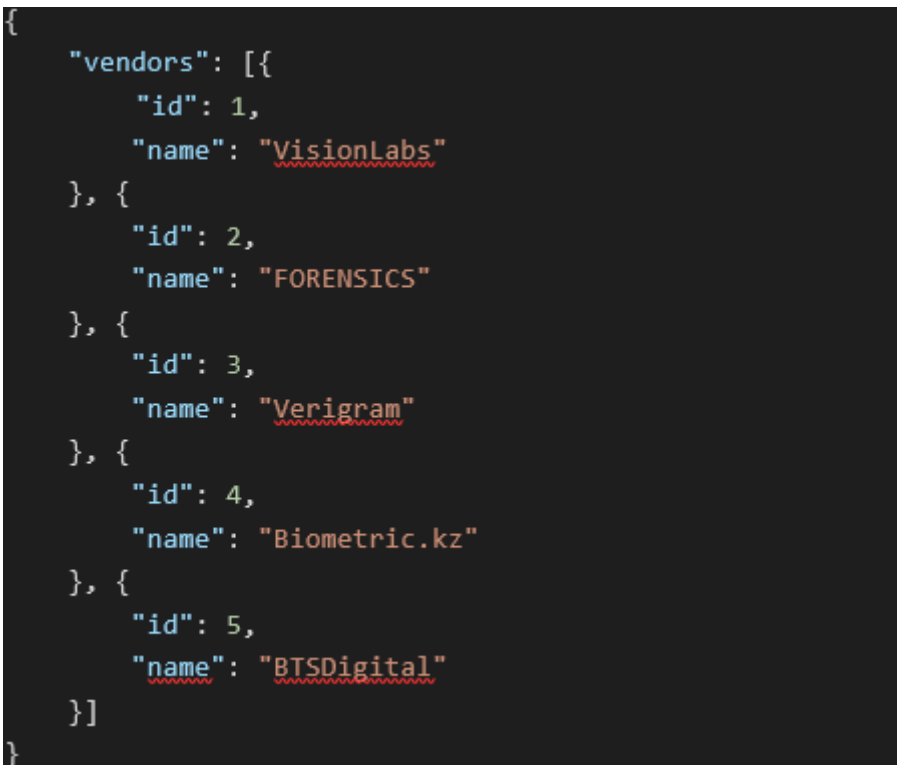 {
    "vendors": [{
        "id": 1,
        "name": "VisionLabs"
    }, {
        "id": 2,
        "name": "FORENSICS"
    }, {
        "id": 3,
        "name": "Verigram"
    }, {
        "id": 4,
        "name": "Biometric.kz"
    }, {
        "id": 5,
        "name": "BTSDigital"
    }]
}